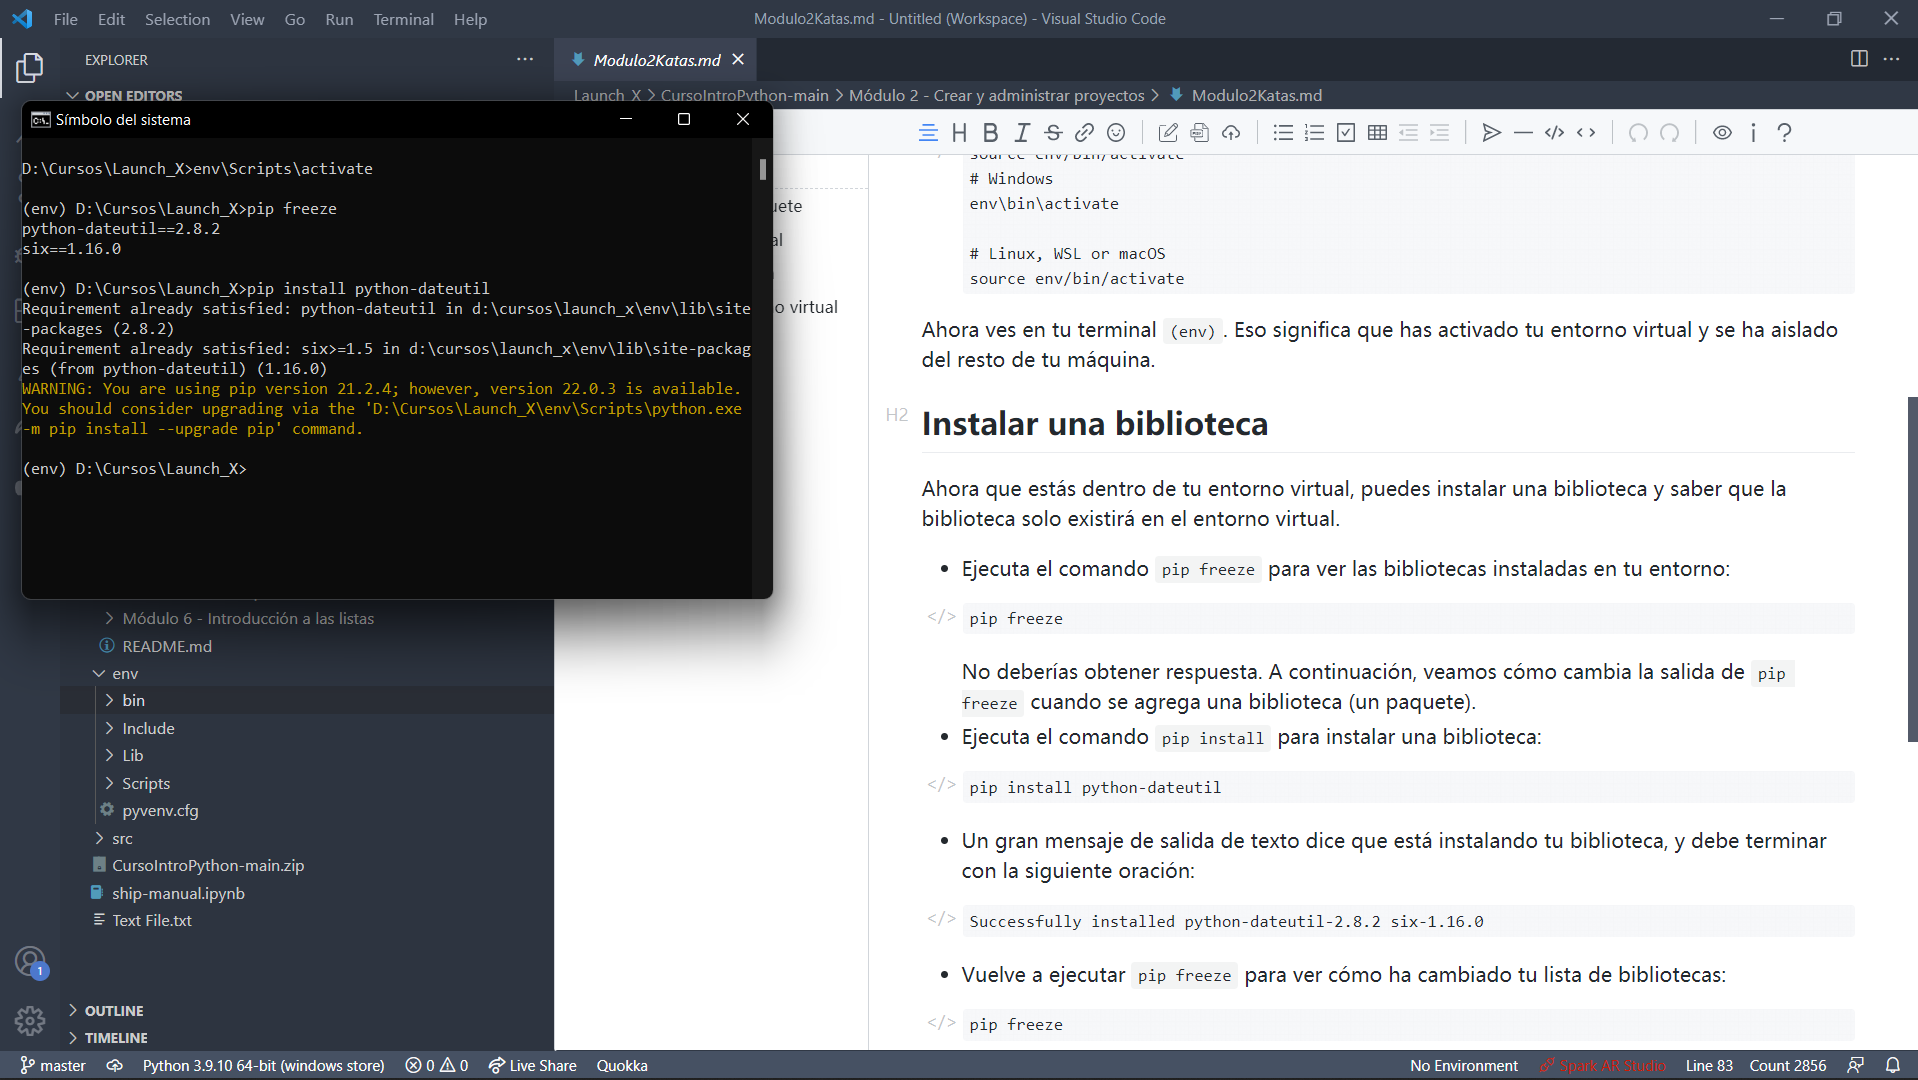 File Edit Selection View Go Run Terminal Help
Modulo2Katas.md - Untitled (Workspace) - Visual Studio Code
EXPLORER
Modulo2Katas.md
OPEN EDITORS
Launch_X > CursoIntroPython-main > Módulo 2 - Crear y administrar proyectos > Modulo2Katas.md
Símbolo del sistema
D:\Cursos\Launch_X>env\Scripts\activate
(env) D:\Cursos\Launch_X>pip freeze
python-dateutil==2.8.2
six==1.16.0
(env) D:\Cursos\Launch_X>pip install python-dateutil
Requirement already satisfied: python-dateutil in d:\cursos\launch_x\env\lib\site
-packages (2.8.2)
Requirement already satisfied: six>=1.5 in d:\cursos\launch_x\env\lib\site-packag
es (from python-dateutil) (1.16.0)
WARNING: You are using pip version 21.2.4; however, version 22.0.3 is available.
You should consider upgrading via the 'D:\Cursos\Launch_X\env\Scripts\python.exe
-m pip install --upgrade pip' command.
(env) D:\Cursos\Launch_X>
Módulo 6 - Introducción a las listas
README.md
env
bin
Include
Lib
Scripts
pyvenv.cfg
src
CursoIntroPython-main.zip
ship-manual.ipynb
Text File.txt
OUTLINE
TIMELINE
uete
al
o virtual
source env/bin/activate
# Windows
env\bin\activate
# Linux, WSL or macOS
source env/bin/activate
Ahora ves en tu terminal (env). Eso significa que has activado tu entorno virtual y se ha aislado
del resto de tu máquina.
H2 Instalar una biblioteca
Ahora que estás dentro de tu entorno virtual, puedes instalar una biblioteca y saber que la
biblioteca solo existirá en el entorno virtual.
• Ejecuta el comando pip freeze para ver las bibliotecas instaladas en tu entorno:
</> pip freeze
No deberías obtener respuesta. A continuación, veamos cómo cambia la salida de pip
freeze cuando se agrega una biblioteca (un paquete).
• Ejecuta el comando pip install para instalar una biblioteca:
</> pip install python-dateutil
• Un gran mensaje de salida de texto dice que está instalando tu biblioteca, y debe terminar
con la siguiente oración:
</> Successfully installed python-dateutil-2.8.2 six-1.16.0
• Vuelve a ejecutar pip freeze para ver cómo ha cambiado tu lista de bibliotecas:
</> pip freeze
1
master Python 3.9.10 64-bit (windows store) 0 0 Live Share Quokka No Environment Spark AR Studio Line 83 Count 2856